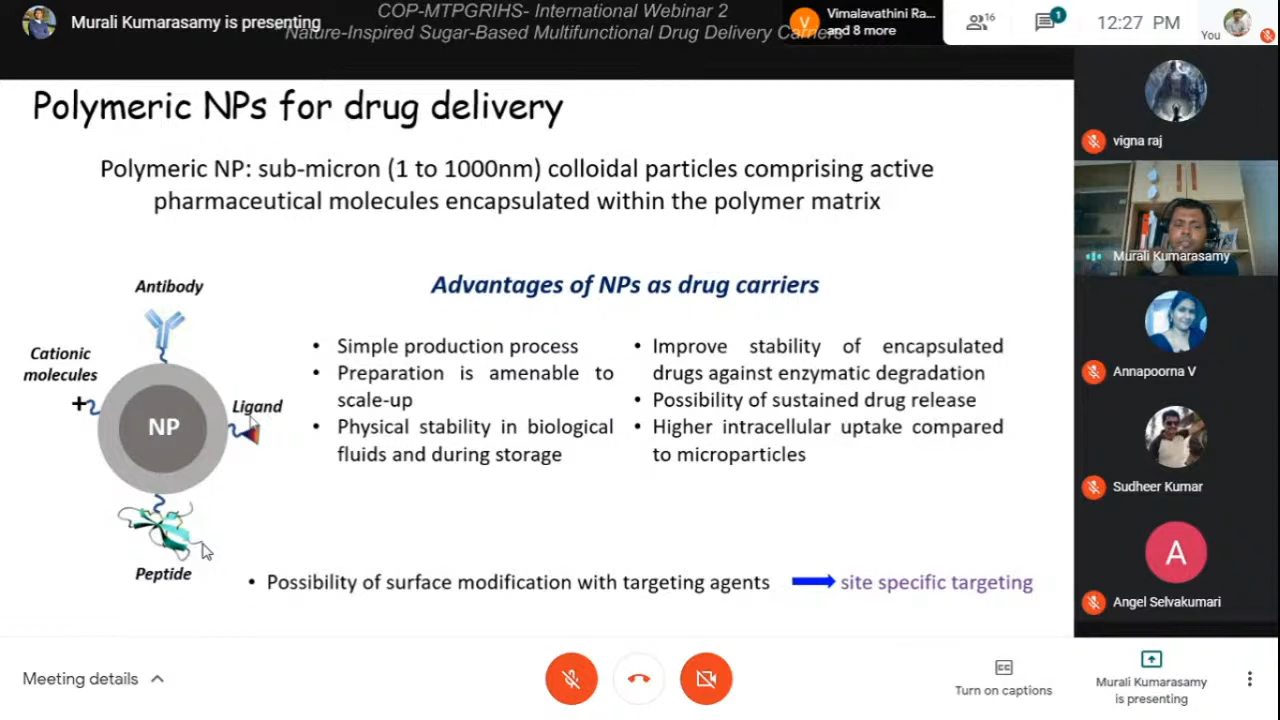 COP-MTPGRIHS- International Webinar 2
Murali Kumarasamy is presenting
Nature-Inspired Sugar-Based Multifunctional Drug Delivery Carriers
V
Vimalavathini Ra...
and 8 more
16
1
12:27 PM
You
Polymeric NPs for drug delivery
Polymeric NP: sub-micron (1 to 1000nm) colloidal particles comprising active
pharmaceutical molecules encapsulated within the polymer matrix
Antibody
Cationic
molecules
+
NP
Ligand
Peptide
Advantages of NPs as drug carriers
• Simple production process
• Preparation is amenable to
scale-up
• Physical stability in biological
fluids and during storage
• Improve stability of encapsulated
drugs against enzymatic degradation
• Possibility of sustained drug release
• Higher intracellular uptake compared
to microparticles
• Possibility of surface modification with targeting agents
site specific targeting
vigna raj
Murali Kumarasamy
Annapoorna V
Sudheer Kumar
A
Angel Selvakumari
Meeting details
CC
Turn on captions
Murali Kumarasamy
is presenting